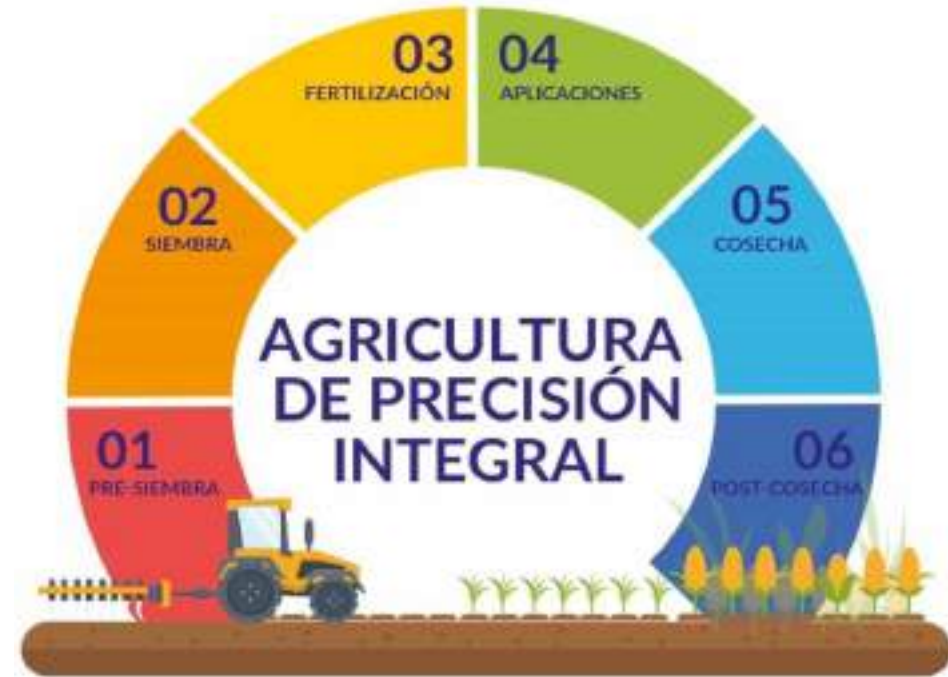 03
FERTILIZACIÓN
04
APLICACIONES
02
SIEMBRA
05
COSECHA
AGRICULTURA
DE PRECISIÓN
INTEGRAL
01
PRE-SIEMBRA
06
POST-COSECHA